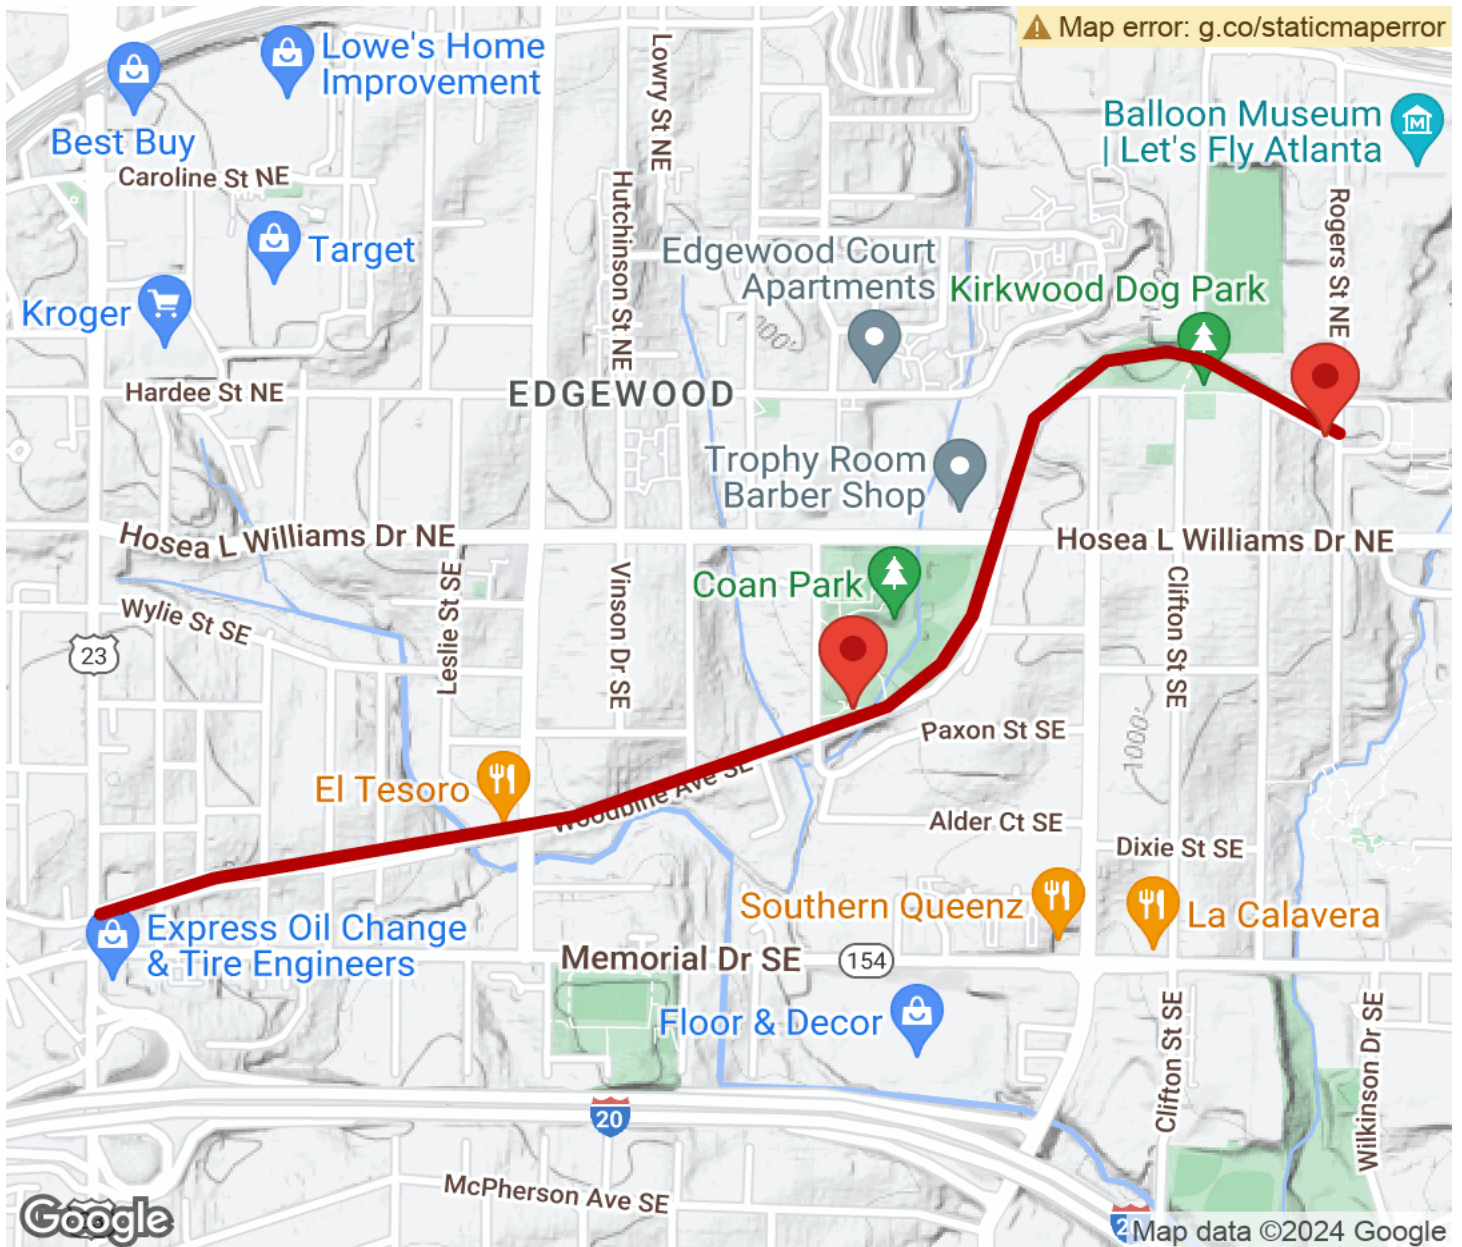 Map error: g.co/staticmaperror
Lowe's Home
Improvement
Best Buy
Caroline St NE
Lowry St NE
Hutchinson St NE
Balloon Museum
| Let's Fly Atlanta
Rogers St NE
Target
Kroger
Edgewood Court
Apartments
Kirkwood Dog Park
1000'
Hardee St NE
EDGEWOOD
Trophy Room
Barber Shop
Hosea L Williams Dr NE
Hosea L Williams Dr NE
Coan Park
Wylie St SE
Leslie St SE
Vinson Dr SE
Clifton St SE
23
Paxon St SE
1000'
El Tesoro
Woodbine Ave SE
Alder Ct SE
Dixie St SE
Southern Queenz
La Calavera
Express Oil Change
& Tire Engineers
Memorial Dr SE
154
Floor & Decor
Clifton St SE
Wilkinson Dr SE
20
McPherson Ave SE
Google
Map data ©2024 Google